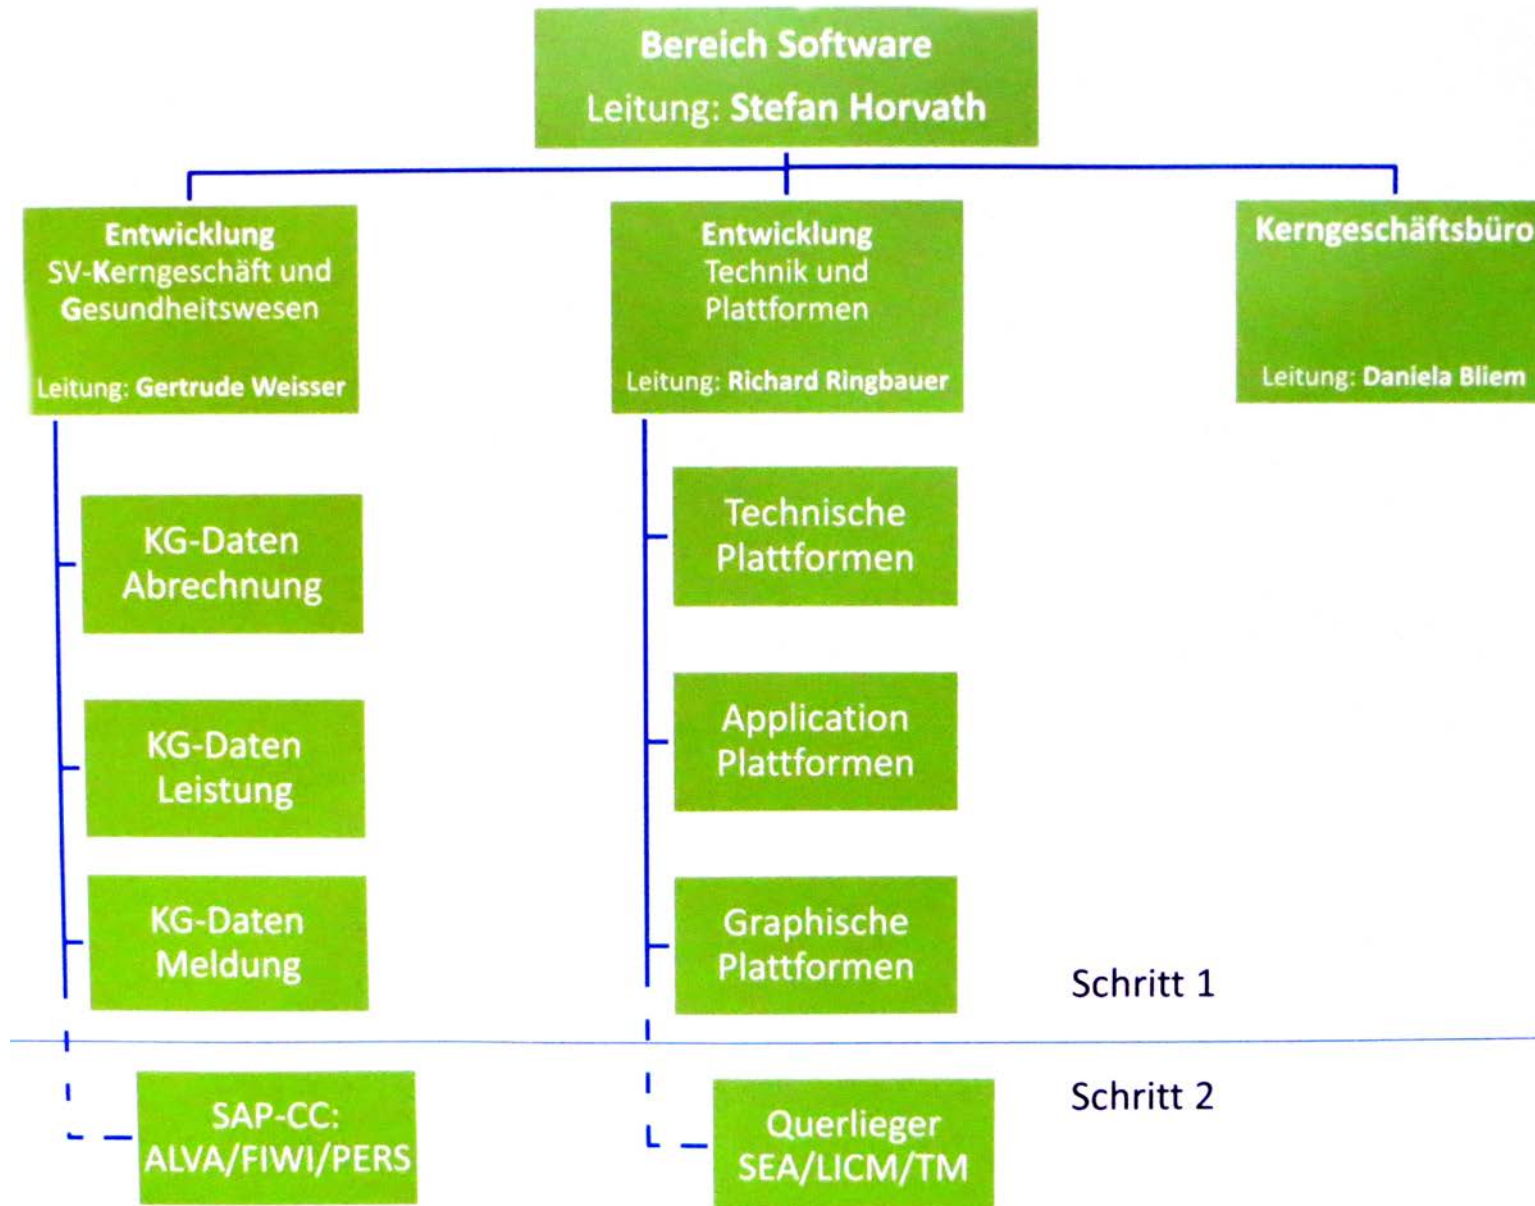 Bereich Software
Leitung: Stefan Horvath
Entwicklung
SV-Kerngeschäft und
Gesundheitswesen
Leitung: Gertrude Weisser
Entwicklung
Technik und
Plattformen
Leitung: Richard Ringbauer
Kerngeschäftsbüro
Leitung: Daniela Bliem
KG-Daten
Abrechnung
KG-Daten
Leistung
KG-Daten
Meldung
Technische
Plattformen
Application
Plattformen
Graphische
Plattformen
Schritt 1
Schritt 2
SAP-CC:
ALVA/FIWI/PERS
Querlieger
SEA/LICM/TM